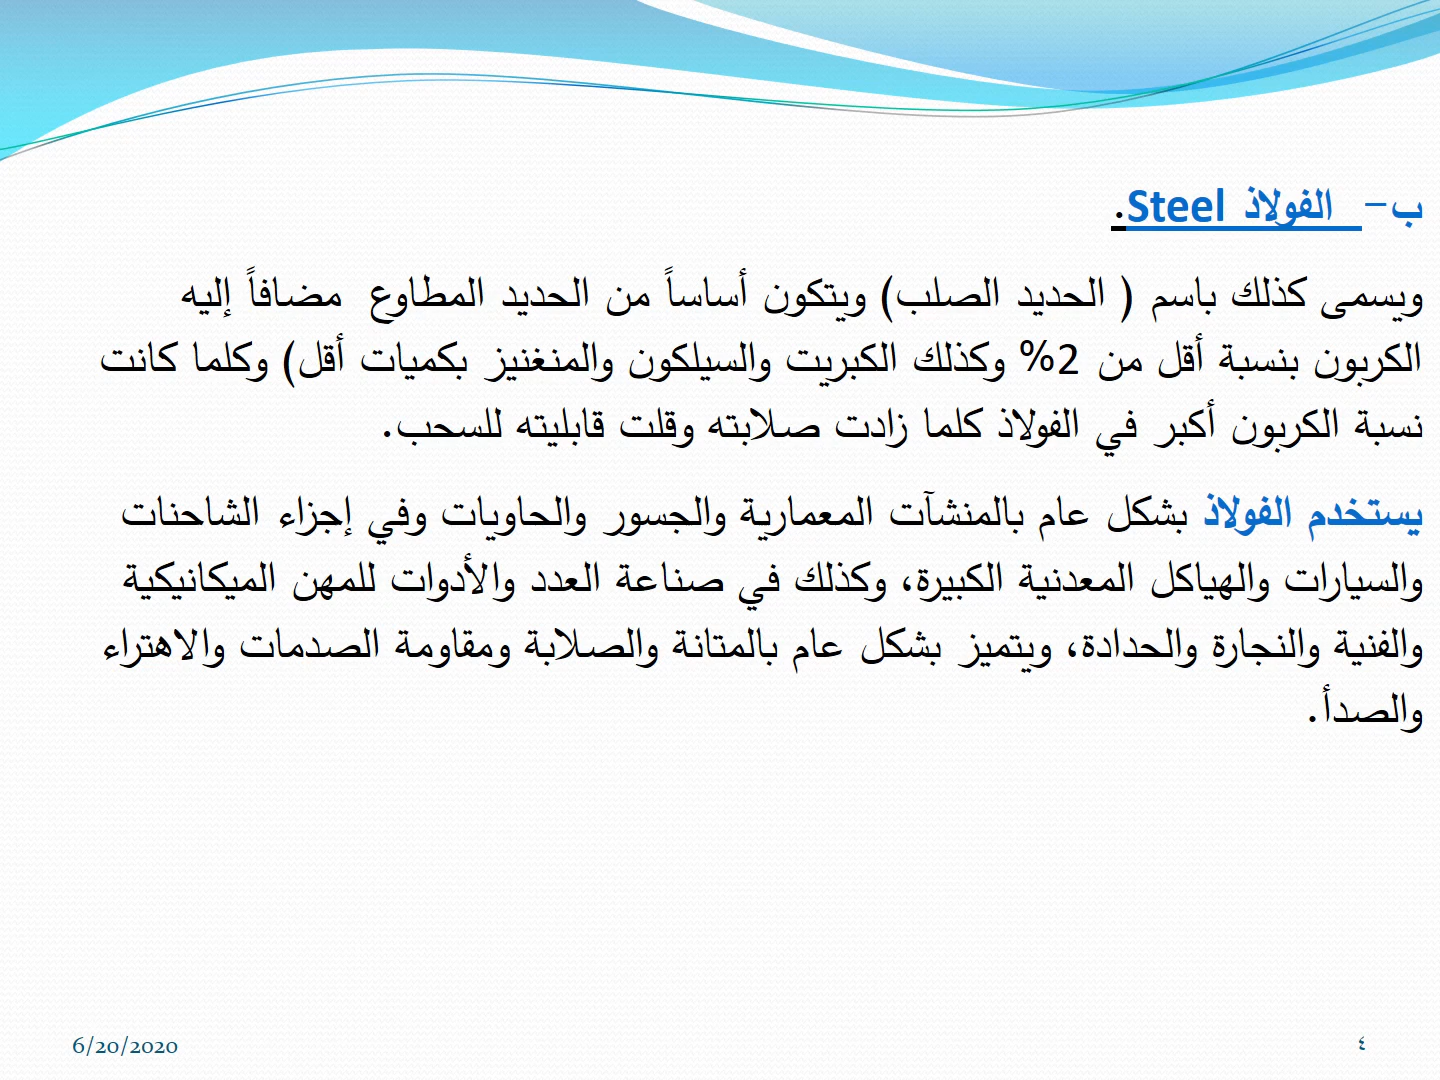 ب- الفولاذ Steel.
ويسمى كذلك باسم ( الحديد الصلب) ويتكون أساساً من الحديد المطاوع مضافاً إليه
الكربون بنسبة أقل من 2% وكذلك الكبريت والسيلكون والمنغنيز بكميات أقل) وكلما كانت
نسبة الكربون أكبر في الفولاذ كلما زادت صلابته وقلت قابليته للسحب.
يستخدم الفولاذ بشكل عام بالمنشآت المعمارية والجسور والحاويات وفي إجزاء الشاحنات
والسيارات والهياكل المعدنية الكبيرة، وكذلك في صناعة العدد والأدوات للمهن الميكانيكية
والفنية والنجارة والحدادة، ويتميز بشكل عام بالمتانة والصلابة ومقاومة الصدمات والاهتراء
والصدأ.
6/20/2020
٤